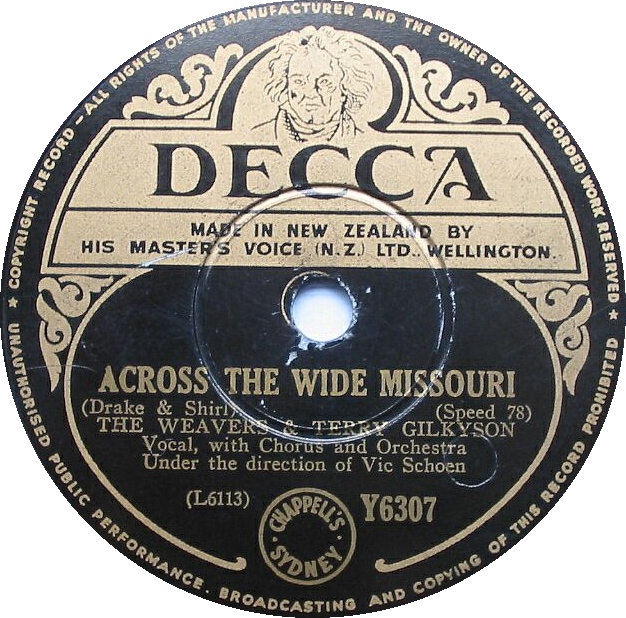 ★ COPYRIGHT RECORD - ALL RIGHTS OF THE MANUFACTURER AND THE OWNER OF THE RECORDED WORK RESERVED ★
DECCA
MADE IN NEW ZEALAND BY
HIS MASTER'S VOICE (N.Z.) LTD., WELLINGTON.
ACROSS THE WIDE MISSOURI
(Drake & Shirl) (Speed 78)
THE WEAVERS & TERRY GILKYSON
Vocal, with Chorus and Orchestra
Under the direction of Vic Schoen
(L6113) Y6307
CHAPPELL'S
SYDNEY
UNAUTHORISED PUBLIC PERFORMANCE. BROADCASTING AND COPYING OF THIS RECORD PROHIBITED